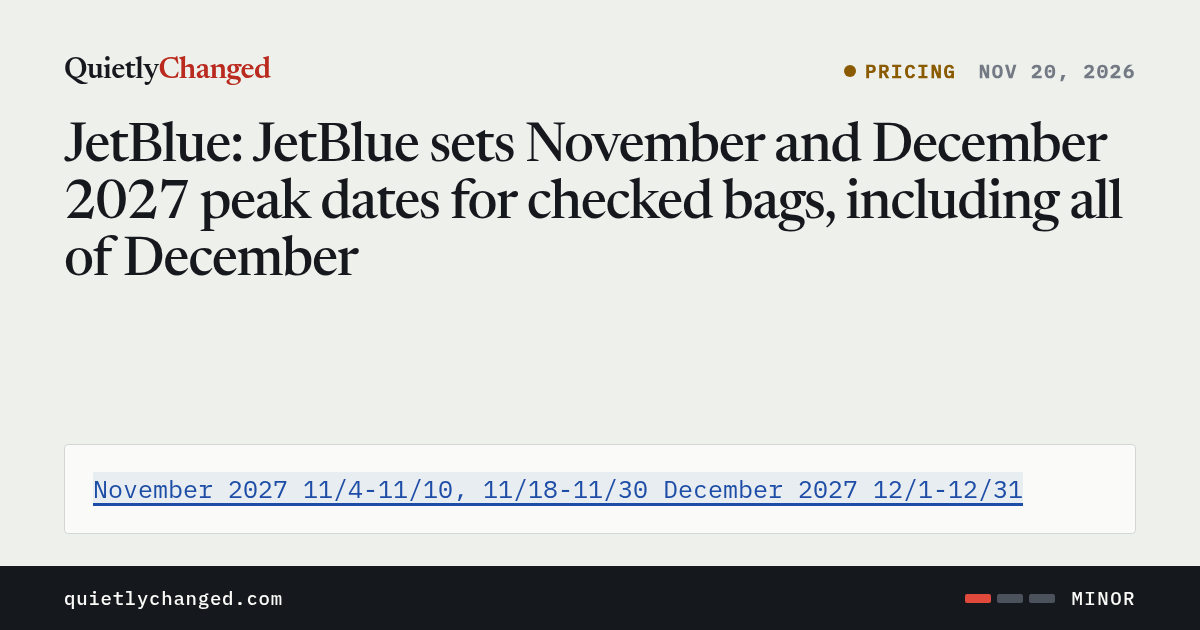 QuietlyChanged
PRICING NOV 20, 2026
JetBlue: JetBlue sets November and December
2027 peak dates for checked bags, including all
of December
November 2027 11/4-11/10, 11/18-11/30 December 2027 12/1-12/31
quietlychanged.com
MINOR